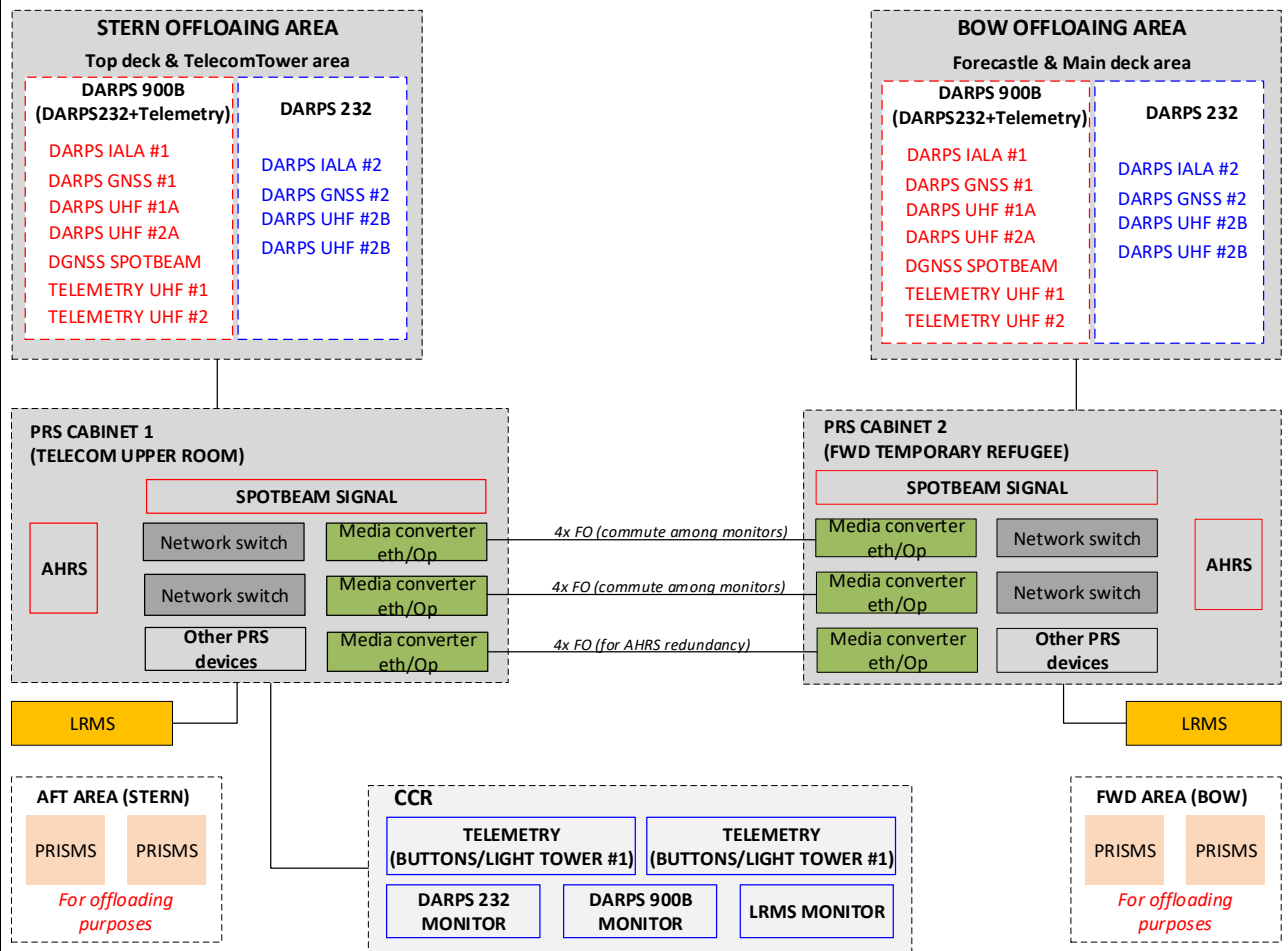 STERN OFFLOAING AREA
Top deck & TelecomTower area
DARPS 900B
(DARPS232+Telemetry)
DARPS IALA #1
DARPS GNSS #1
DARPS UHF #1A
DARPS UHF #2A
DGNSS SPOTBEAM
TELEMETRY UHF #1
TELEMETRY UHF #2
DARPS 232
DARPS IALA #2
DARPS GNSS #2
DARPS UHF #2B
DARPS UHF #2B
BOW OFFLOAING AREA
Forecastle & Main deck area
DARPS 900B
(DARPS232+Telemetry)
DARPS IALA #1
DARPS GNSS #1
DARPS UHF #1A
DARPS UHF #2A
DGNSS SPOTBEAM
TELEMETRY UHF #1
TELEMETRY UHF #2
DARPS 232
DARPS IALA #2
DARPS GNSS #2
DARPS UHF #2B
DARPS UHF #2B
PRS CABINET 1
(TELECOM UPPER ROOM)
SPOTBEAM SIGNAL
AHRS
Network switch
Media converter
eth/Op
Network switch
Media converter
eth/Op
Other PRS
devices
Media converter
eth/Op
4x FO (commute among monitors)
4x FO (commute among monitors)
4x FO (for AHRS redundancy)
PRS CABINET 2
(FWD TEMPORARY REFUGEE)
SPOTBEAM SIGNAL
Media converter
eth/Op
Network switch
Media converter
eth/Op
Network switch
Media converter
eth/Op
Other PRS
devices
AHRS
LRMS
LRMS
AFT AREA (STERN)
PRISMS
PRISMS
For offloading
purposes
CCR
TELEMETRY
(BUTTONS/LIGHT TOWER #1)
TELEMETRY
(BUTTONS/LIGHT TOWER #1)
DARPS 232
MONITOR
DARPS 900B
MONITOR
LRMS MONITOR
FWD AREA (BOW)
PRISMS
PRISMS
For offloading
purposes